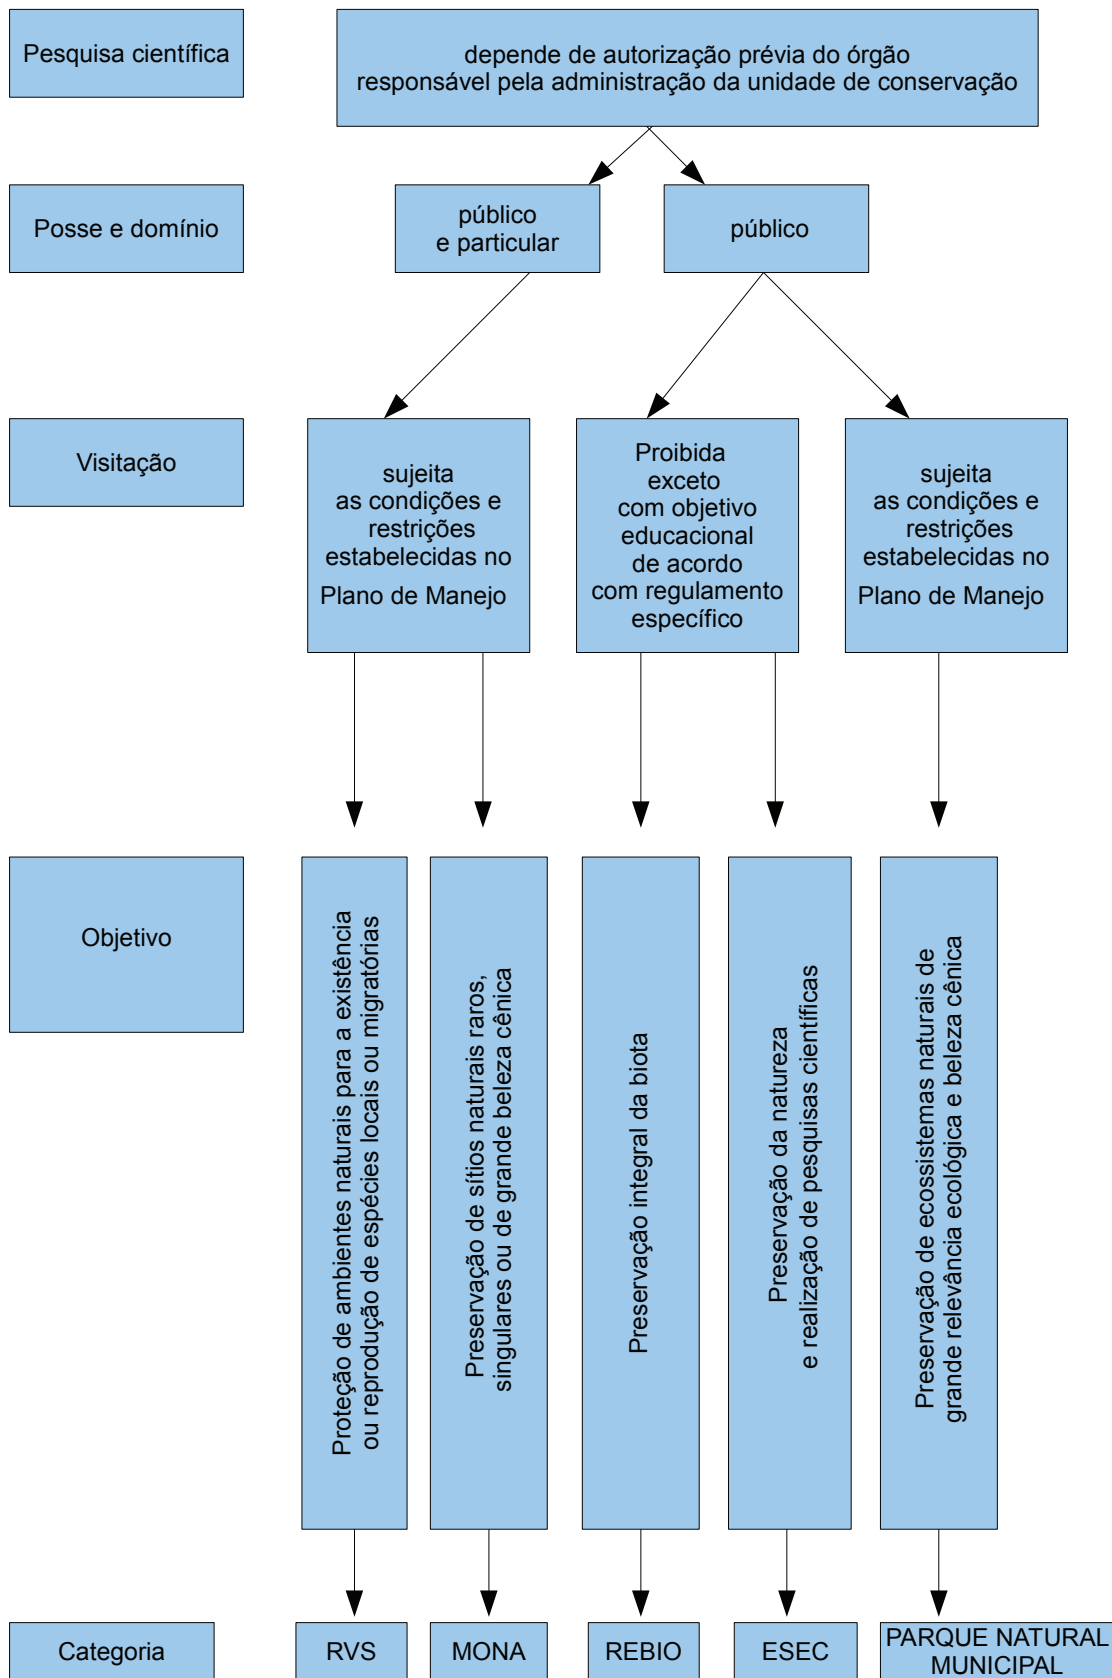 Pesquisa científica
depende de autorização prévia do órgão
responsável pela administração da unidade de conservação
Posse e domínio
público
e particular
público
Visitação
sujeita
as condições e
restrições
estabelecidas no
Plano de Manejo
Proibida
exceto
com objetivo
educacional
de acordo
com regulamento
específico
sujeita
as condições e
restrições
estabelecidas no
Plano de Manejo
Objetivo
Proteção de ambientes naturais para a existência
ou reprodução de espécies locais ou migratórias
Preservação de sítios naturais raros,
singulares ou de grande beleza cênica
Preservação integral da biota
Preservação da natureza
e realização de pesquisas científicas
Preservação de ecossistemas naturais de
grande relevância ecológica e beleza cênica
Categoria
RVS
MONA
REBIO
ESEC
PARQUE NATURAL
MUNICIPAL